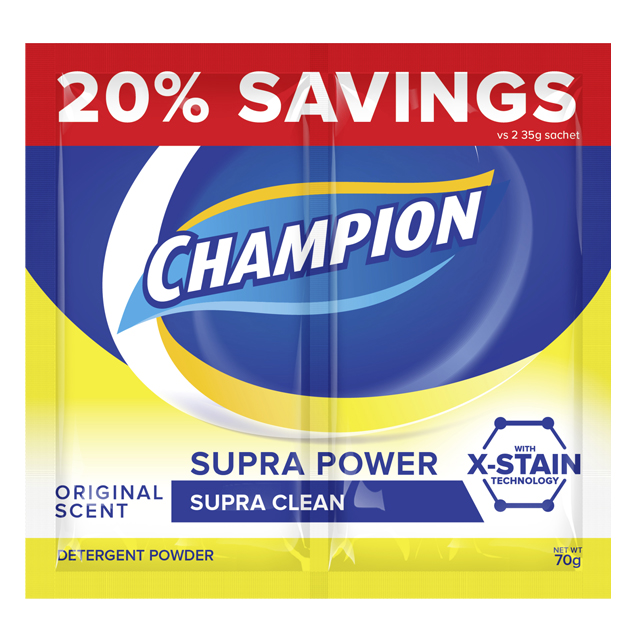 20% SAVINGS
vs 2 35g sachet
CHAMPION
SUPRA POWER
ORIGINAL SCENT
SUPRA CLEAN
WITH
X-STAIN
TECHNOLOGY
DETERGENT POWDER
NET WT
70g